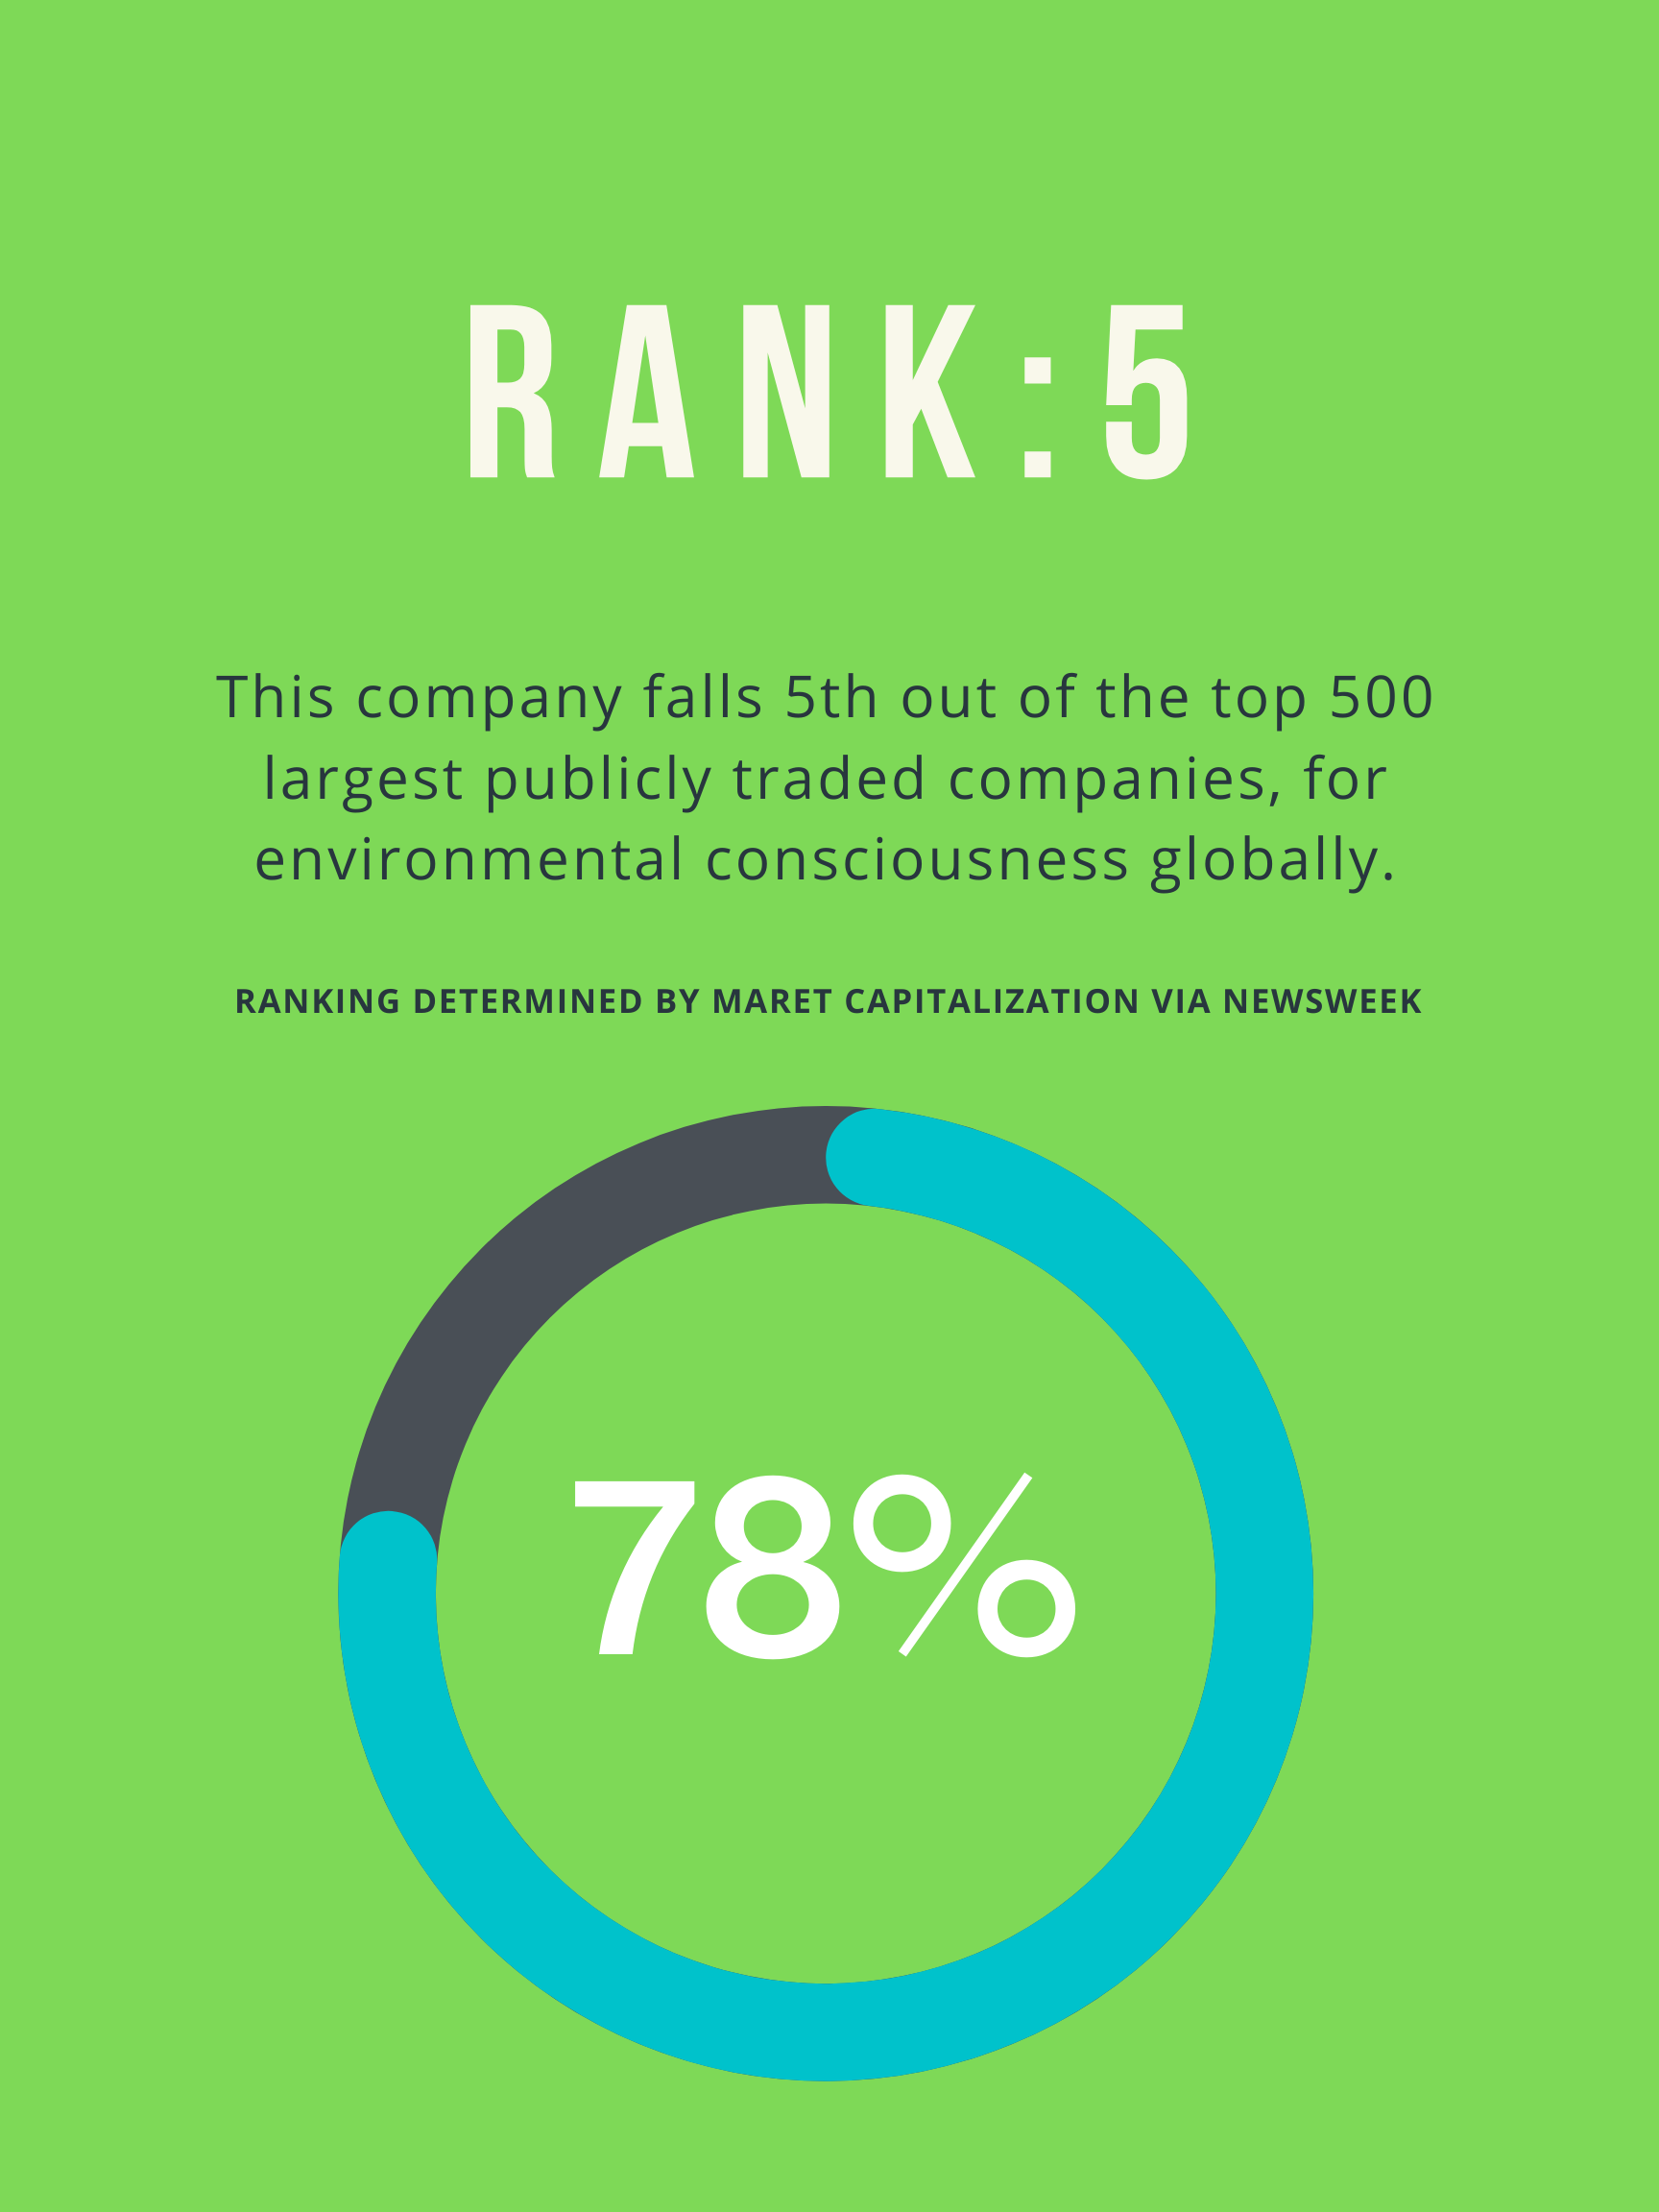 RANK:5
This company falls 5th out of the top 500
largest publicly traded companies, for
environmental consciousness globally.
RANKING DETERMINED BY MARET CAPITALIZATION VIA NEWSWEEK
78%